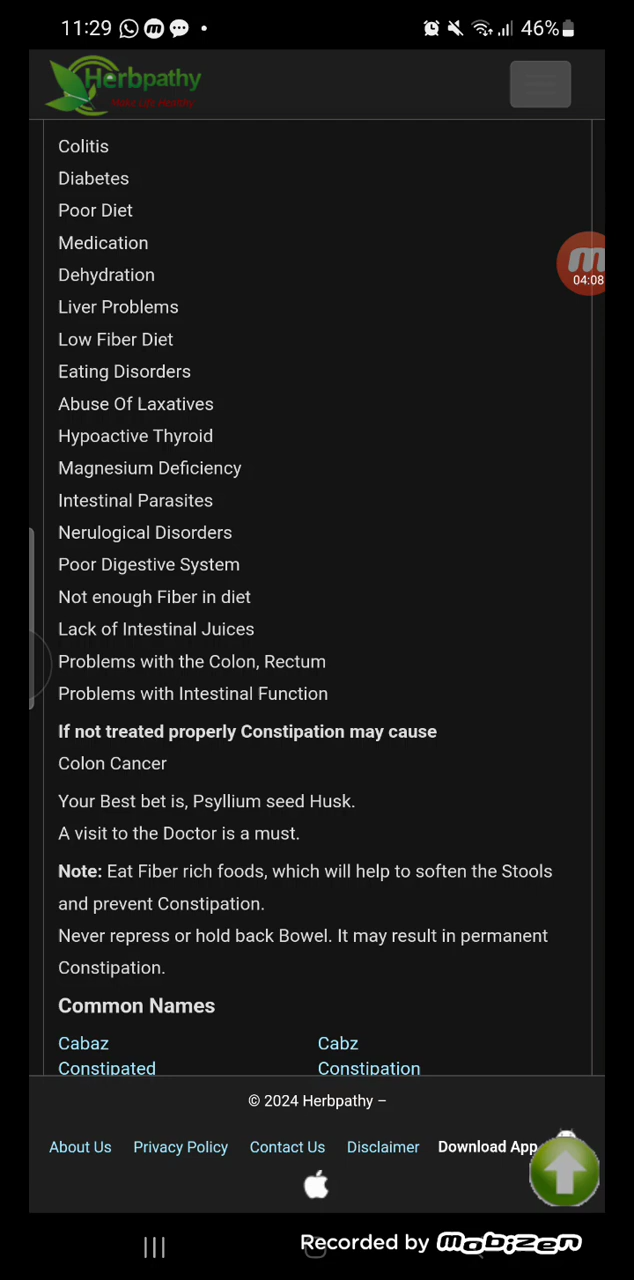 11:29
46%
Herbpathy
Make Life Healthy
Colitis
Diabetes
Poor Diet
Medication
Dehydration
04:08
Liver Problems
Low Fiber Diet
Eating Disorders
Abuse Of Laxatives
Hypoactive Thyroid
Magnesium Deficiency
Intestinal Parasites
Nerulogical Disorders
Poor Digestive System
Not enough Fiber in diet
Lack of Intestinal Juices
Problems with the Colon, Rectum
Problems with Intestinal Function
If not treated properly Constipation may cause
Colon Cancer
Your Best bet is, Psyllium seed Husk.
A visit to the Doctor is a must.
Note: Eat Fiber rich foods, which will help to soften the Stools
and prevent Constipation.
Never repress or hold back Bowel. It may result in permanent
Constipation.
Common Names
Cabaz Cabz
Constipated Constipation
© 2024 Herbpathy –
About Us Privacy Policy Contact Us Disclaimer Download App
Recorded by mobizen